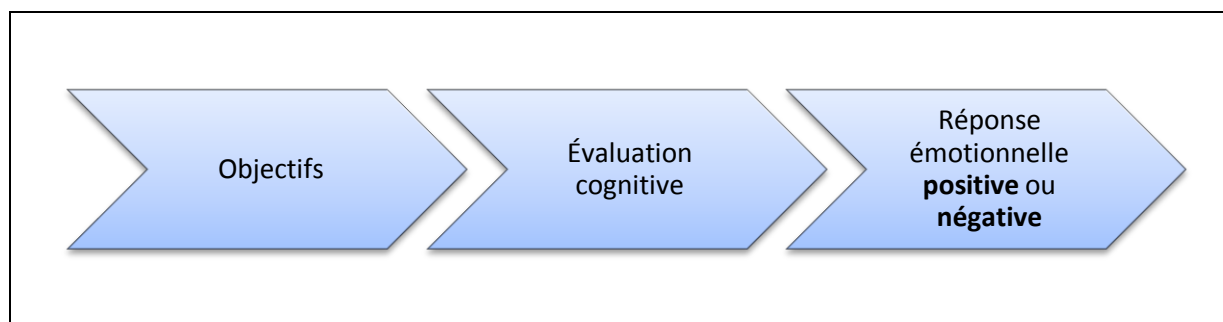 Objectifs
Évaluation
cognitive
Réponse
émotionnelle
positive ou
négative